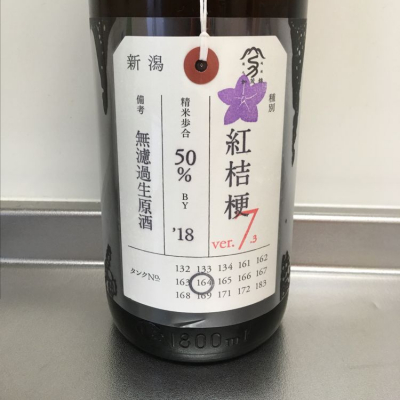 新潟
種別
紅桔梗
ver. 7 3
精米歩合
50%
BY
'18
備考
無濾過生原酒
タンクNo.
132 133 134 161 162
163 164 165 166 167
168 169 171 172 183
1800ml